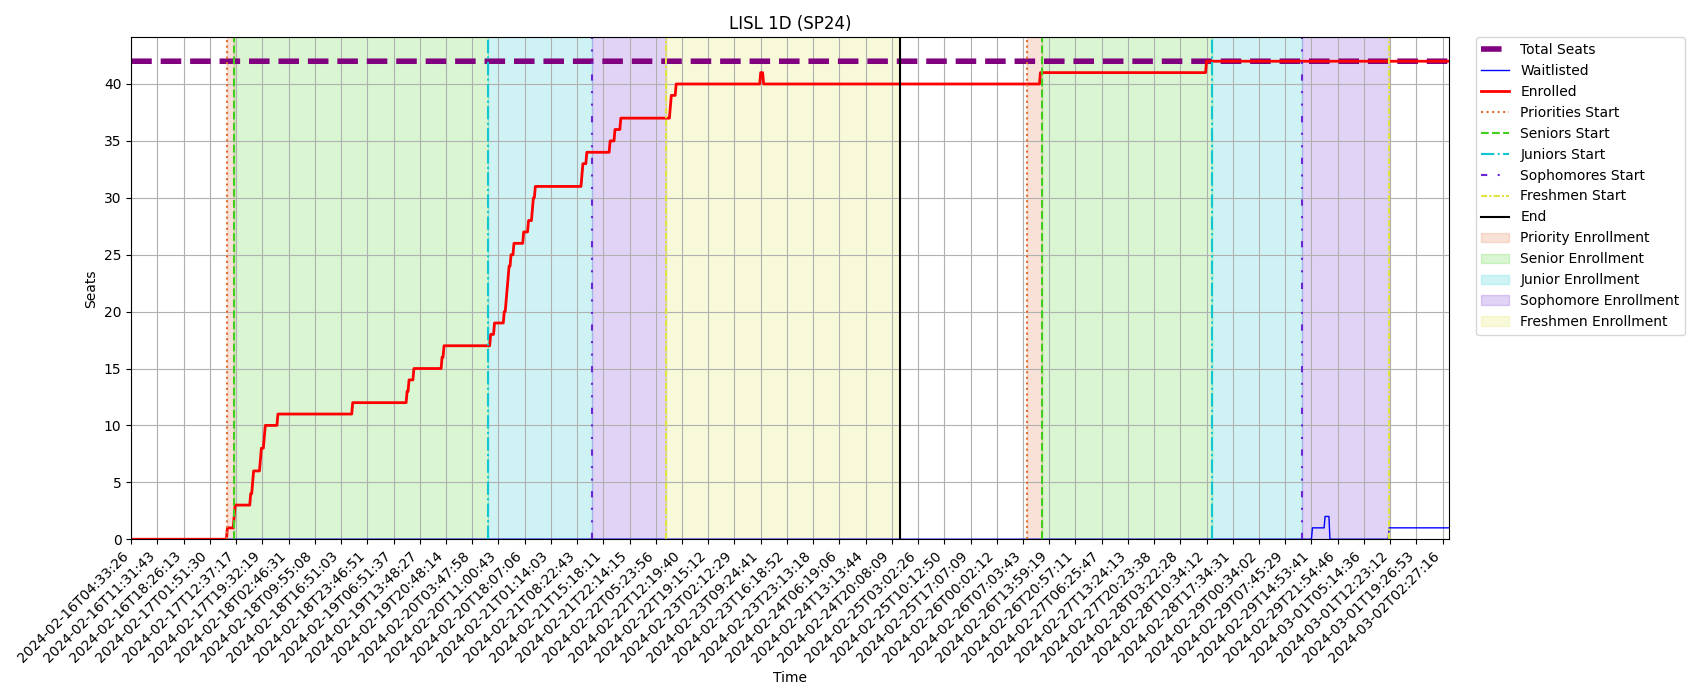 LISL 1D (SP24)
Total Seats
Waitlisted
Enrolled
Priorities Start
Seniors Start
Juniors Start
Sophomores Start
Freshmen Start
End
Priority Enrollment
Senior Enrollment
Junior Enrollment
Sophomore Enrollment
Freshmen Enrollment
Seats
40
35
30
25
20
15
10
5
0
2024-02-16T04:33:26
2024-02-16T11:31:43
2024-02-16T18:26:13
2024-02-17T01:51:30
2024-02-17T12:37:17
2024-02-17T19:32:19
2024-02-18T02:46:31
2024-02-18T09:55:08
2024-02-18T16:51:03
2024-02-18T23:46:51
2024-02-19T06:51:37
2024-02-19T13:48:27
2024-02-19T20:48:14
2024-02-20T03:47:58
2024-02-20T11:00:43
2024-02-20T18:07:06
2024-02-21T01:14:03
2024-02-21T08:22:43
2024-02-21T15:18:11
2024-02-21T22:14:15
2024-02-22T05:23:56
2024-02-22T12:19:40
2024-02-22T19:15:12
2024-02-23T02:12:29
2024-02-23T09:24:41
2024-02-23T16:18:52
2024-02-23T23:13:18
2024-02-24T06:19:06
2024-02-24T13:13:44
2024-02-24T20:08:09
2024-02-25T03:02:26
2024-02-25T10:12:50
2024-02-25T17:07:09
2024-02-26T00:02:12
2024-02-26T07:03:43
2024-02-26T13:59:19
2024-02-26T20:57:11
2024-02-27T06:25:47
2024-02-27T13:24:13
2024-02-27T20:23:38
2024-02-28T03:22:28
2024-02-28T10:34:12
2024-02-28T17:34:31
2024-02-29T00:34:02
2024-02-29T07:45:29
2024-02-29T14:53:41
2024-02-29T21:54:46
2024-03-01T05:14:36
2024-03-01T12:23:12
2024-03-01T19:26:53
2024-03-02T02:27:16
Time